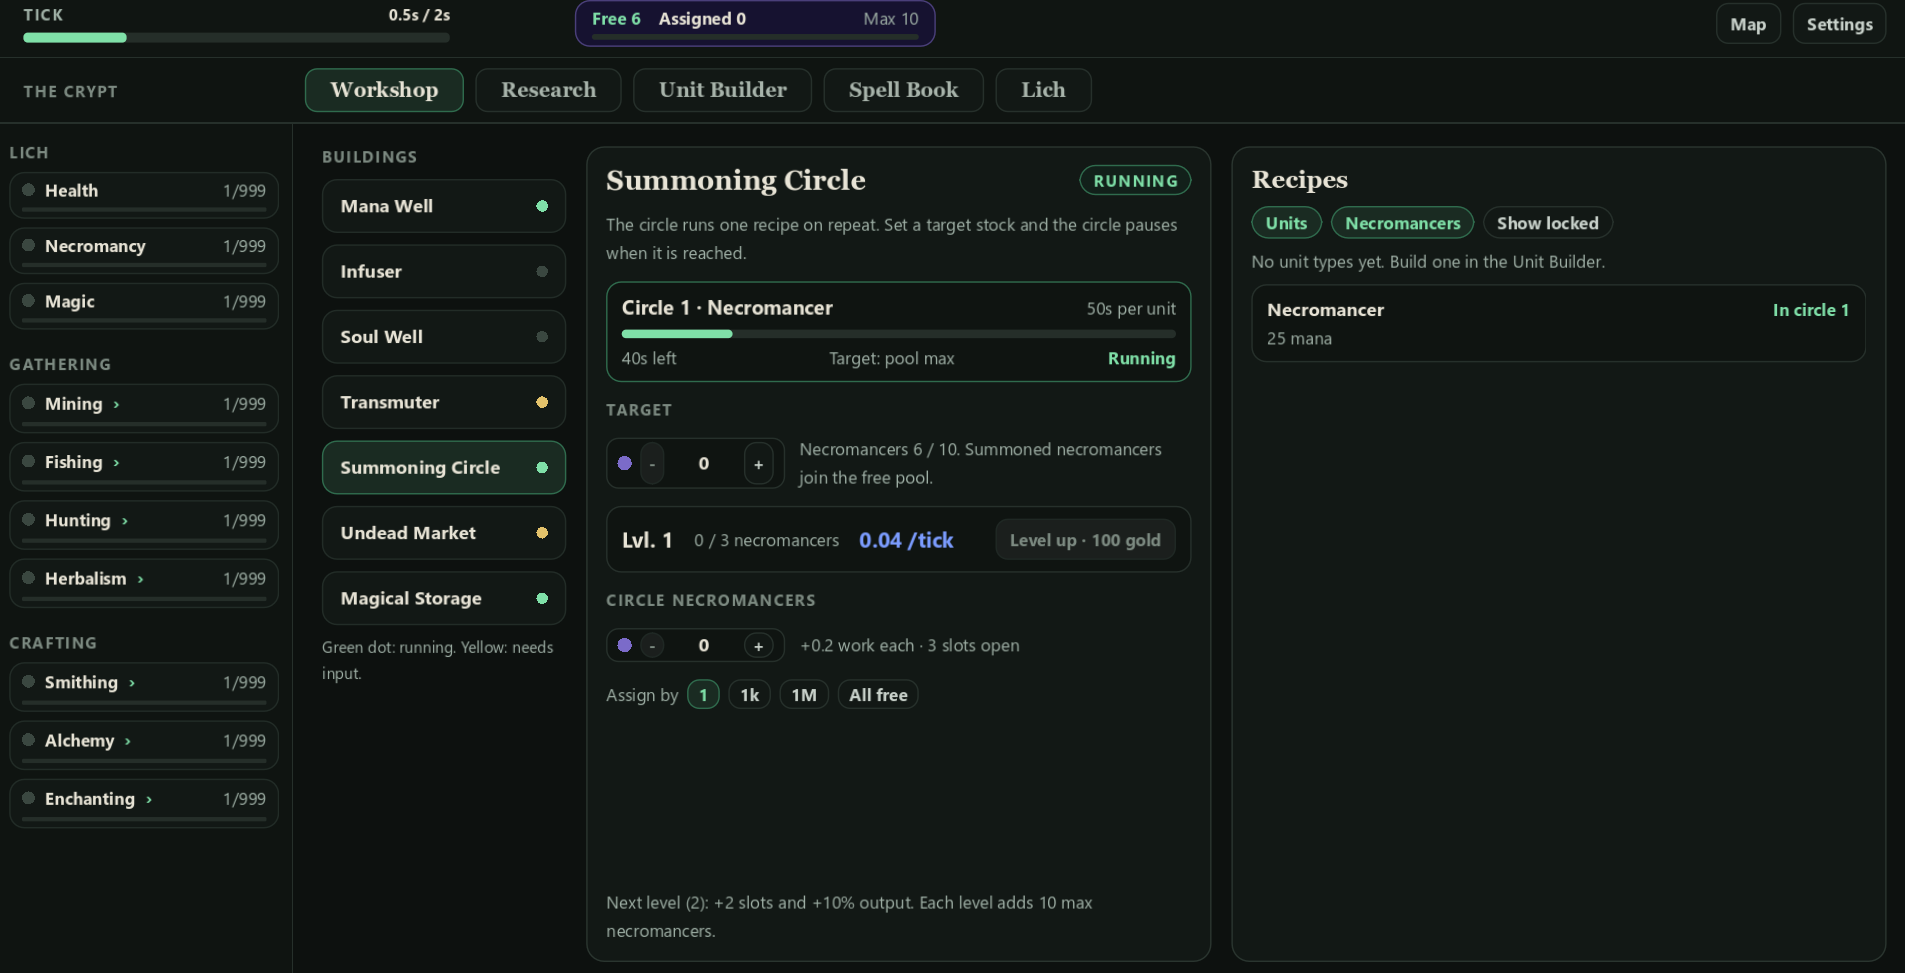 TICK
0.5s / 2s
Free 6 Assigned 0 Max 10
Map
Settings
THE CRYPT
Workshop
Research
Unit Builder
Spell Book
Lich
LICH
Health 1/999
Necromancy 1/999
Magic 1/999
GATHERING
Mining › 1/999
Fishing › 1/999
Hunting › 1/999
Herbalism › 1/999
CRAFTING
Smithing › 1/999
Alchemy › 1/999
Enchanting › 1/999
BUILDINGS
Mana Well
Infuser
Soul Well
Transmuter
Summoning Circle
Undead Market
Magical Storage
Green dot: running. Yellow: needs
input.
Summoning Circle
RUNNING
The circle runs one recipe on repeat. Set a target stock and the circle pauses
when it is reached.
Circle 1 · Necromancer 50s per unit
40s left Target: pool max Running
TARGET
- 0 +
Necromancers 6 / 10. Summoned necromancers
join the free pool.
Lvl. 1 0 / 3 necromancers 0.04 /tick Level up · 100 gold
CIRCLE NECROMANCERS
- 0 + +0.2 work each · 3 slots open
Assign by 1 1k 1M All free
Next level (2): +2 slots and +10% output. Each level adds 10 max
necromancers.
Recipes
Units Necromancers Show locked
No unit types yet. Build one in the Unit Builder.
Necromancer In circle 1
25 mana